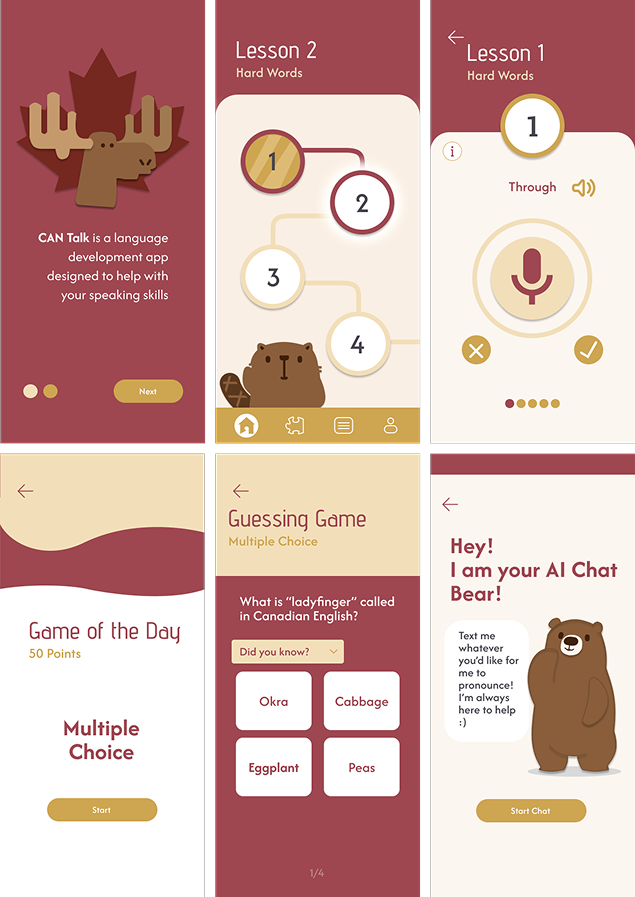 CAN Talk is a language
development app
designed to help with
your speaking skills
Next
Lesson 2
Hard Words
1
2
3
4
Lesson 1
Hard Words
1
i
Through
Game of the Day
50 Points
Multiple
Choice
Start
Guessing Game
Multiple Choice
What is “ladyfinger” called
in Canadian English?
Did you know?
Okra
Cabbage
Eggplant
Peas
1/4
Hey!
I am your AI Chat
Bear!
Text me
whatever
you'd like for
me to
pronounce!
I'm always
here to help
:)
Start Chat